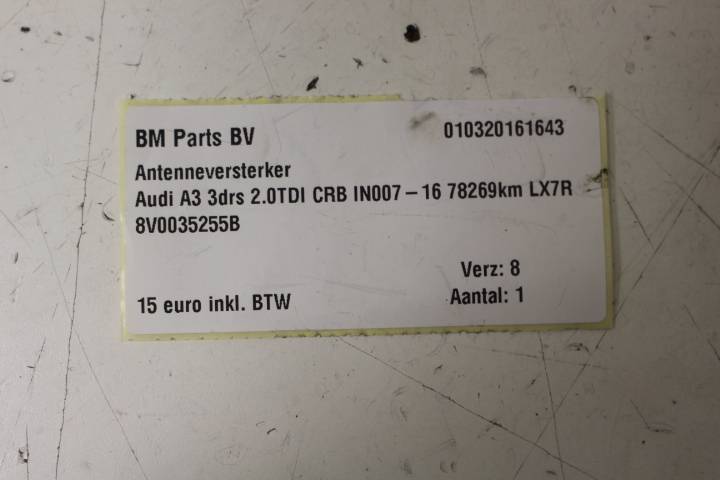 BM Parts BV 010320161643
Antenneversterker
Audi A3 3drs 2.0TDI CRB IN007-16 78269km LX7R
8V0035255B
Verz: 8
15 euro inkl. BTW Aantal: 1